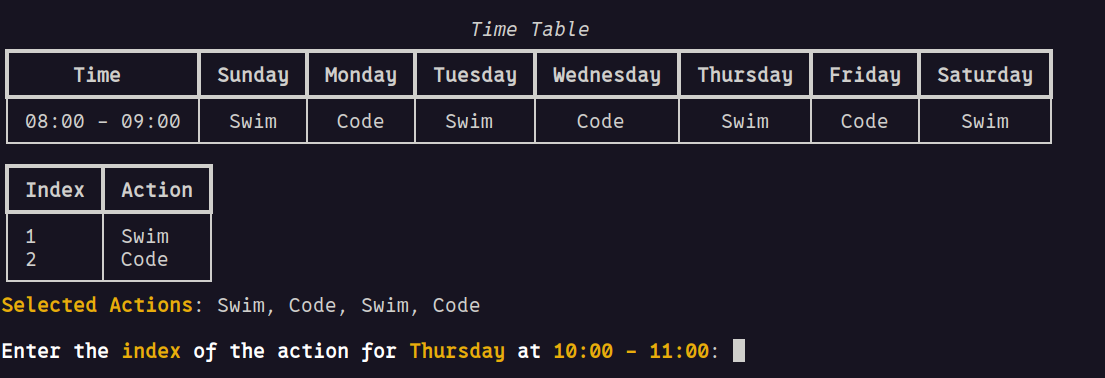 Time Table
Time Sunday Monday Tuesday Wednesday Thursday Friday Saturday
08:00 - 09:00 Swim Code Swim Code Swim Code Swim
Index Action
1 Swim
2 Code
Selected Actions: Swim, Code, Swim, Code
Enter the index of the action for Thursday at 10:00 - 11:00: